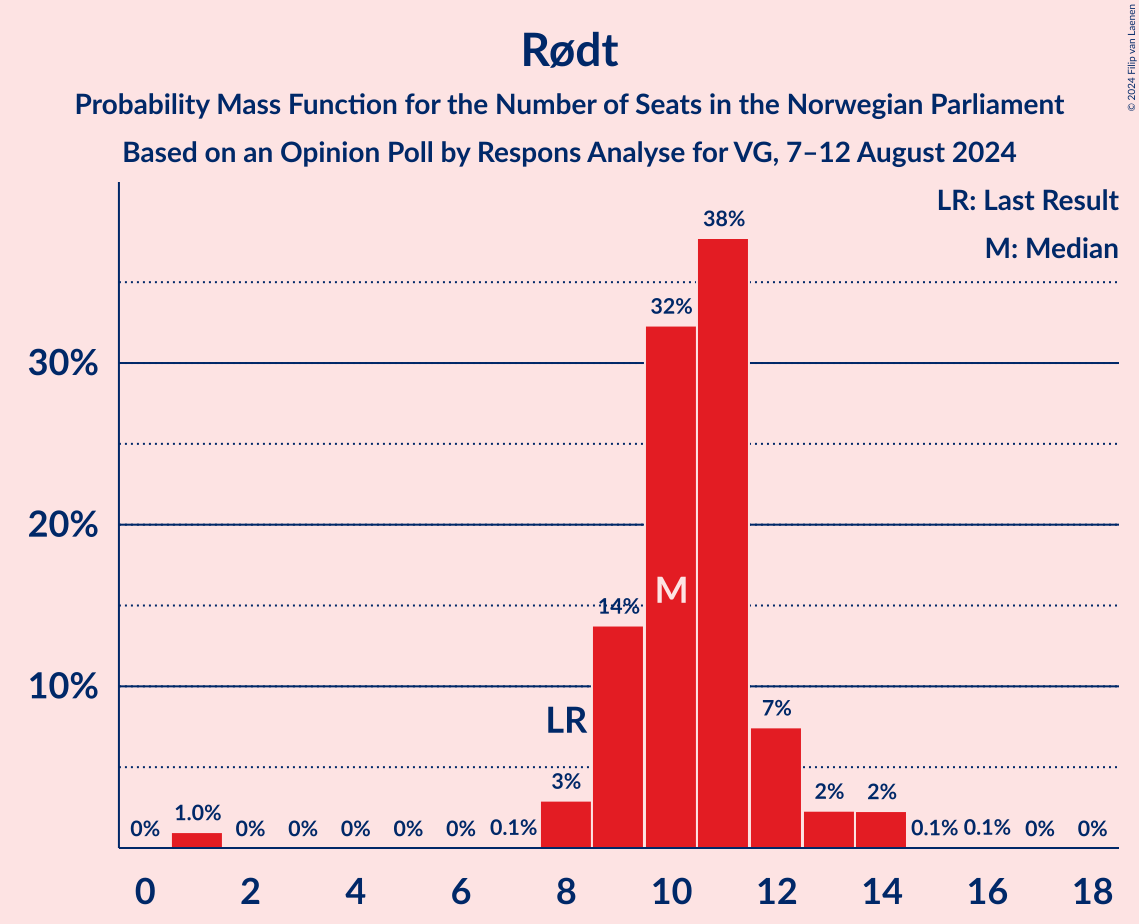 Rødt
Probability Mass Function for the Number of Seats in the Norwegian Parliament
Based on an Opinion Poll by Respons Analyse for VG, 7–12 August 2024
© 2024 Filip van Laenen
LR: Last Result
M: Median
30%
20%
10%
0%
1.0%
0%
0%
0%
0%
0%
0.1%
3%
14%
32%
38%
7%
2%
2%
0.1%
0.1%
0%
0%
LR
M
0 2 4 6 8 10 12 14 16 18